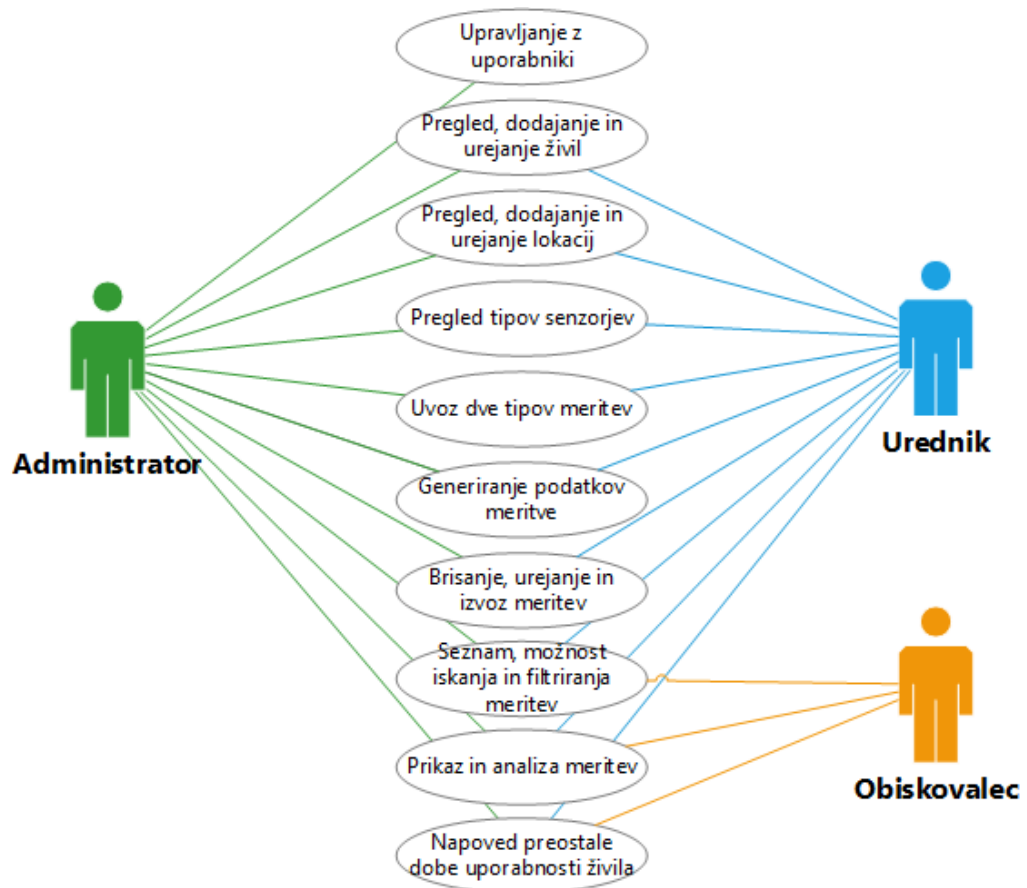 Upravljanje z
uporabniki
Pregled, dodajanje in
urejanje živil
Pregled, dodajanje in
urejanje lokacij
Pregled tipov senzorjev
Uvoz dve tipov meritev
Administrator
Urednik
Generiranje podatkov
meritve
Brisanje, urejanje in
izvoz meritev
Seznam, možnost
iskanja in filtriranja
meritev
Prikaz in analiza meritev
Obiskovalec
Napoved preostale
dobe uporabnosti živila